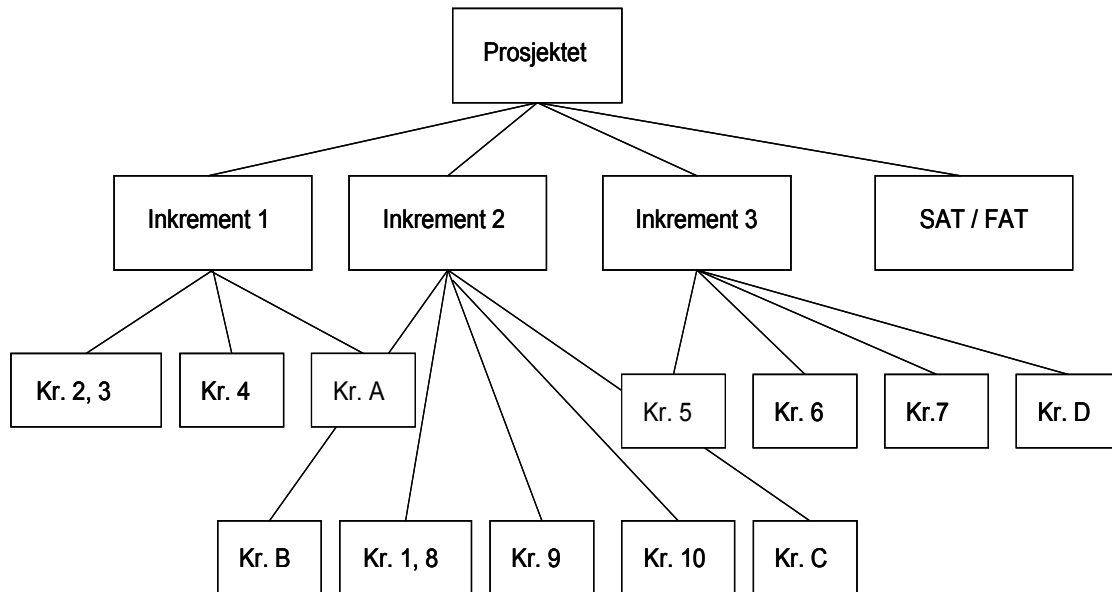 Prosjektet
Inkrement 1
Inkrement 2
Inkrement 3
SAT / FAT
Kr. 2, 3
Kr. 4
Kr. A
Kr. 5
Kr. 6
Kr.7
Kr. D
Kr. B
Kr. 1, 8
Kr. 9
Kr. 10
Kr. C